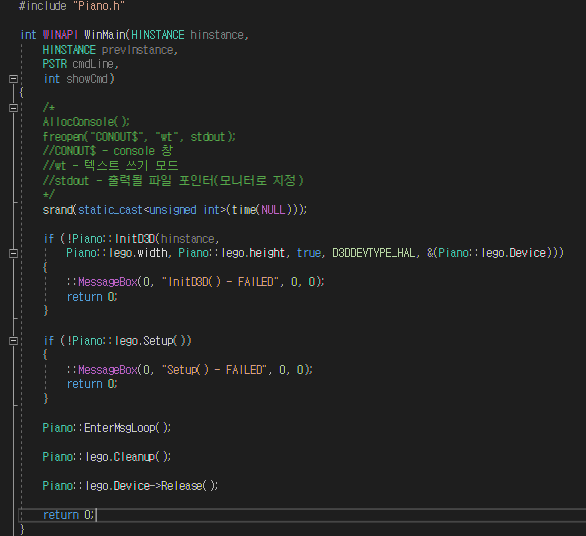 #include "Piano.h"
int WINAPI WinMain(HINSTANCE hinstance,
HINSTANCE prevInstance,
PSTR cmdLine,
int showCmd)
{
/*
AllocConsole();
freopen("CONOUT$", "wt", stdout);
//CONOUT$ - console 창
//wt - 텍스트 쓰기 모드
//stdout - 출력될 파일 포인터(모니터로 지정)
*/
srand(static_cast<unsigned int>(time(NULL)));
if (!Piano::InitD3D(hinstance,
Piano::lego.width, Piano::lego.height, true, D3DDEVTYPE_HAL, &(Piano::lego.Device)))
{
::MessageBox(0, "InitD3D() - FAILED", 0, 0);
return 0;
}
if (!Piano::lego.Setup())
{
::MessageBox(0, "Setup() - FAILED", 0, 0);
return 0;
}
Piano::EnterMsgLoop();
Piano::lego.Cleanup();
Piano::lego.Device->Release();
return 0;
}